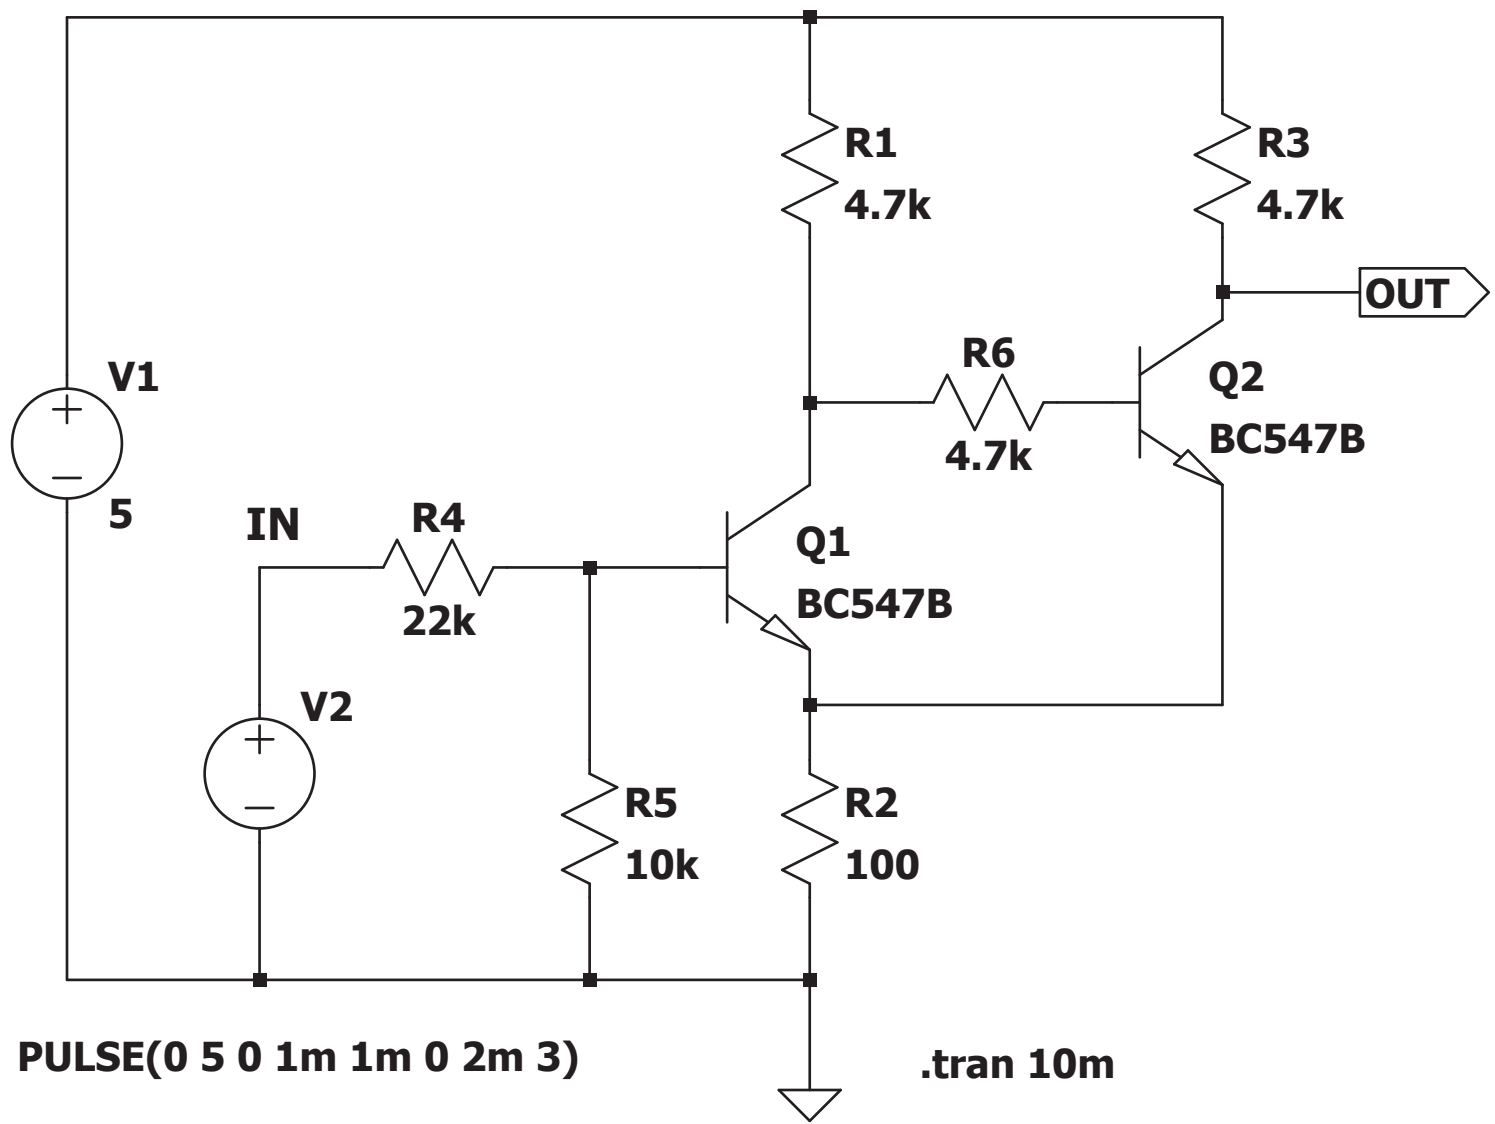 R1
4.7k
R3
4.7k
OUT
R6
4.7k
Q2
BC547B
V1
5
IN
R4
22k
Q1
BC547B
V2
R5
10k
R2
100
PULSE(0 5 0 1m 1m 0 2m 3)
.tran 10m